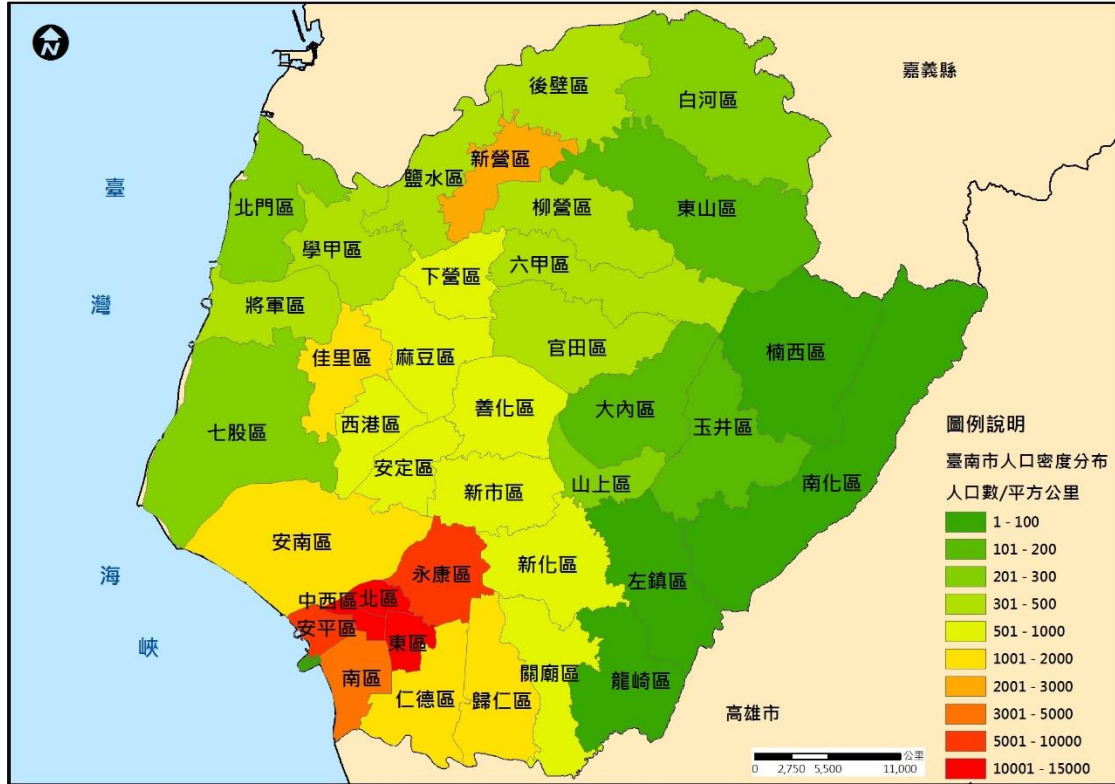 N
嘉義縣
後壁區
白河區
新營區
鹽水區
臺
灣
海
峽
北門區
柳營區
東山區
學甲區
下營區
六甲區
將軍區
官田區
楠西區
佳里區
麻豆區
善化區
大內區
玉井區
七股區
西港區
安定區
新市區
山上區
南化區
安南區
永康區
新化區
左鎮區
中西區
北區
安平區
東區
南區
仁德區
歸仁區
關廟區
龍崎區
高雄市
圖例說明
臺南市人口密度分布
人口數/平方公里
1 - 100
101 - 200
201 - 300
301 - 500
501 - 1000
1001 - 2000
2001 - 3000
3001 - 5000
5001 - 10000
10001 - 15000
公里
0 2,750 5,500 11,000